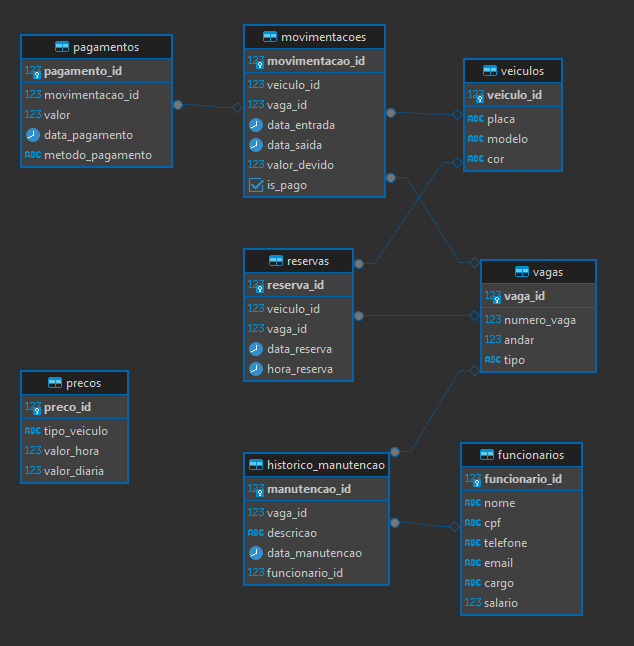 pagamentos
123 pagamento_id
123 movimentacao_id
123 valor
data_pagamento
ABC metodo_pagamento
movimentacoes
123 movimentacao_id
123 veiculo_id
123 vaga_id
data_entrada
data_saida
123 valor_devido
is_pago
veiculos
123 veiculo_id
ABC placa
ABC modelo
ABC cor
reservas
123 reserva_id
123 veiculo_id
123 vaga_id
data_reserva
hora_reserva
vagas
123 vaga_id
123 numero_vaga
123 andar
ABC tipo
precos
123 preco_id
ABC tipo_veiculo
123 valor_hora
123 valor_diaria
historico_manutencao
123 manutencao_id
123 vaga_id
ABC descricao
data_manutencao
123 funcionario_id
funcionarios
123 funcionario_id
ABC nome
ABC cpf
ABC telefone
ABC email
ABC cargo
123 salario